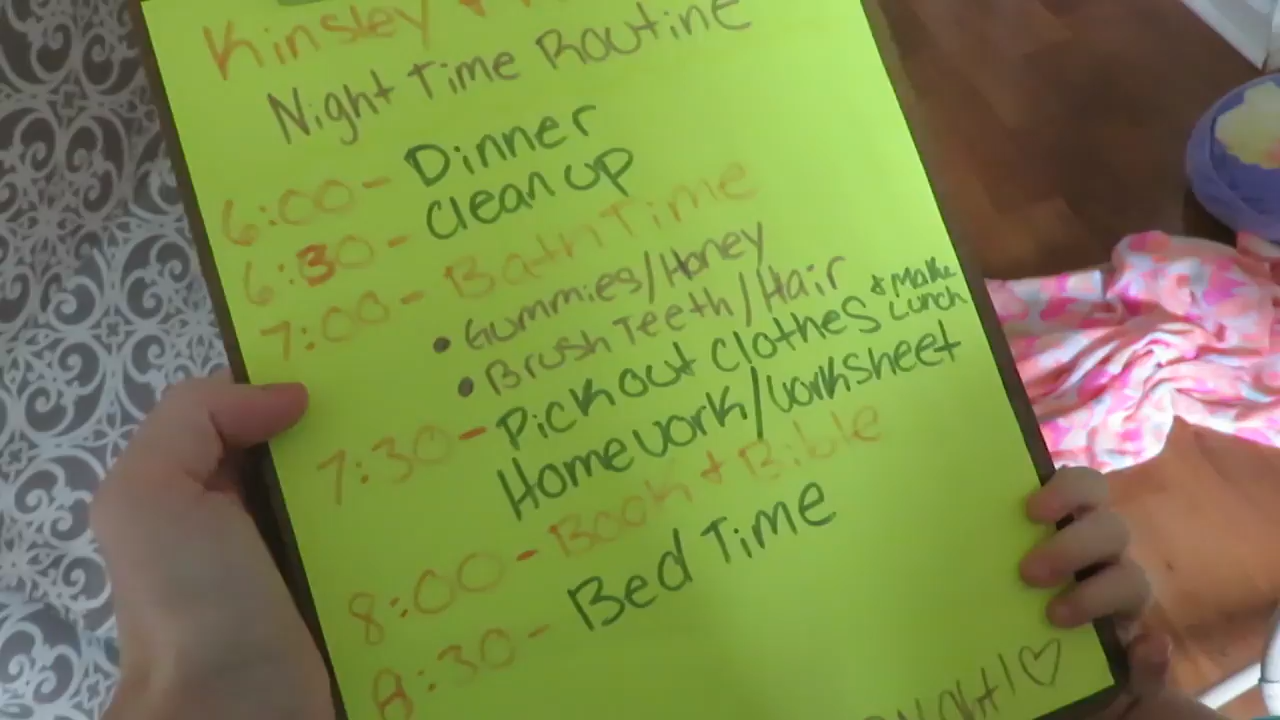 Kinsley
Night Time Routine
6:00- Dinner
6:30- Clean up
7:00- Bath Time
• Gummies/Honey
• Brush Teeth/Hair
7:30- Pick out Clothes & Make Lunch
Homework/Worksheet
8:00- Book + Bible
8:30- Bed Time